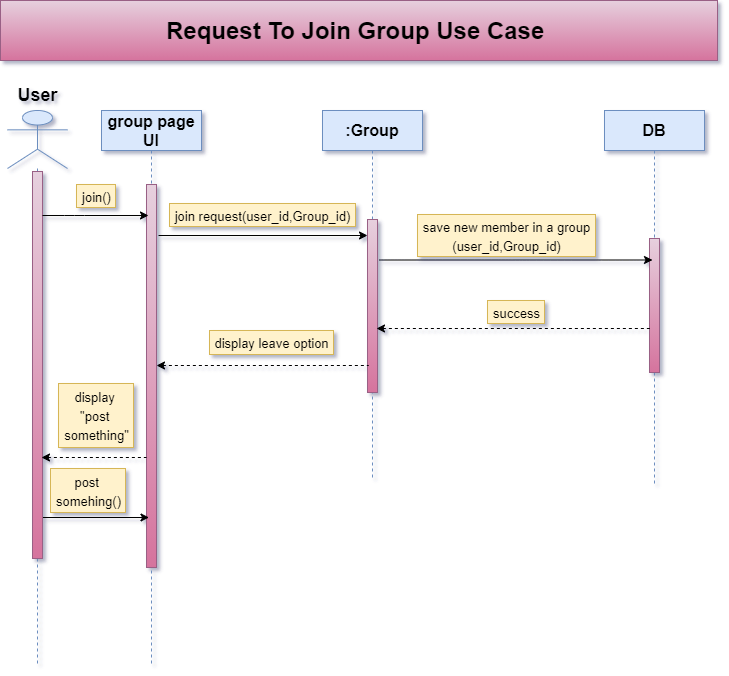 Request To Join Group Use Case
User
group page
UI
:Group
DB
join()
join request(user_id,Group_id)
save new member in a group
(user_id,Group_id)
success
display leave option
display
"post
something"
post
somehing()